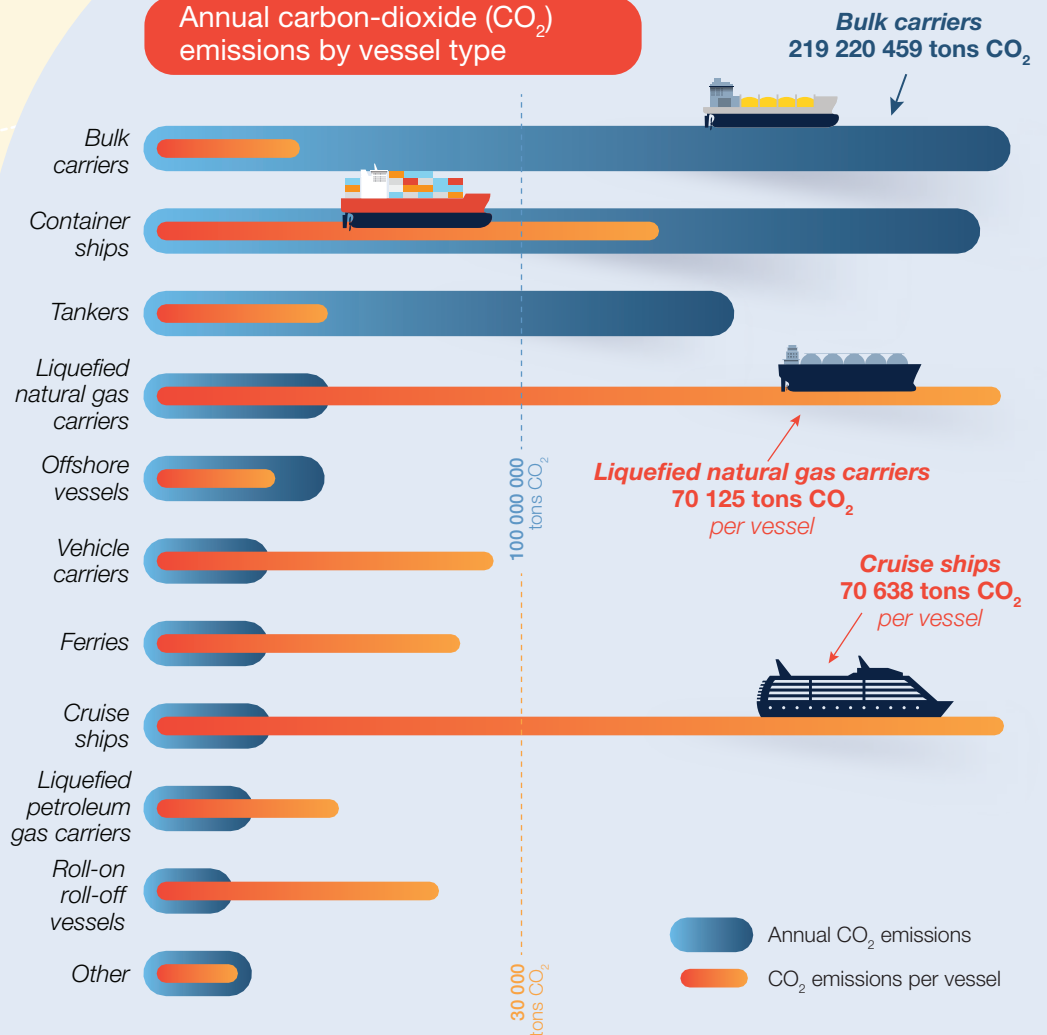 Annual carbon-dioxide (CO₂)
emissions by vessel type
Bulk carriers
219 220 459 tons CO₂
Bulk
carriers
Container
ships
Tankers
Liquefied
natural gas
carriers
Liquefied natural gas carriers
70 125 tons CO₂
per vessel
Offshore
vessels
100 000 000
tons CO₂
Vehicle
carriers
Cruise ships
70 638 tons CO₂
per vessel
Ferries
Cruise
ships
Liquefied
petroleum
gas carriers
Roll-on
roll-off
vessels
Other
30 000
tons CO₂
Annual CO₂ emissions
CO₂ emissions per vessel